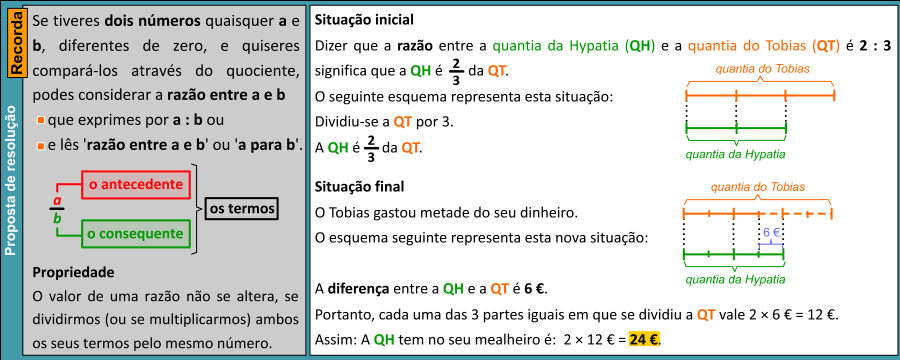 Proposta de resolução
Recorda
Se tiveres dois números quaisquer a e
b, diferentes de zero, e quiseres
compará-los através do quociente,
podes considerar a razão entre a e b
que exprimes por a : b ou
e lês 'razão entre a e b' ou 'a para b'.
a
b
o antecedente
o consequente
os termos
Propriedade
O valor de uma razão não se altera, se
dividirmos (ou se multiplicarmos) ambos
os seus termos pelo mesmo número.
Situação inicial
Dizer que a razão entre a quantia da Hypatia (QH) e a quantia do Tobias (QT) é 2 : 3
significa que a QH é 2/3 da QT.
O seguinte esquema representa esta situação:
Dividiu-se a QT por 3.
A QH é 2/3 da QT.
quantia do Tobias
quantia da Hypatia
Situação final
O Tobias gastou metade do seu dinheiro.
O esquema seguinte representa esta nova situação:
quantia do Tobias
6 €
quantia da Hypatia
A diferença entre a QH e a QT é 6 €.
Portanto, cada uma das 3 partes iguais em que se dividiu a QT vale 2 × 6 € = 12 €.
Assim: A QH tem no seu mealheiro é: 2 × 12 € = 24 €.